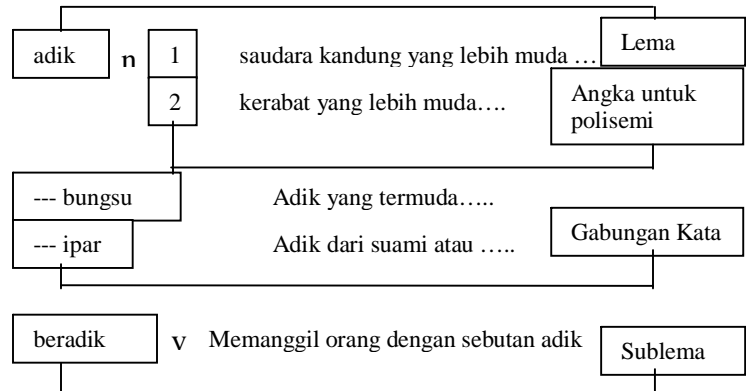 adik n 1 saudara kandung yang lebih muda … Lema
2 kerabat yang lebih muda…. Angka untuk
polisemi
--- bungsu Adik yang termuda…..
--- ipar Adik dari suami atau ….. Gabungan Kata
beradik v Memanggil orang dengan sebutan adik Sublema